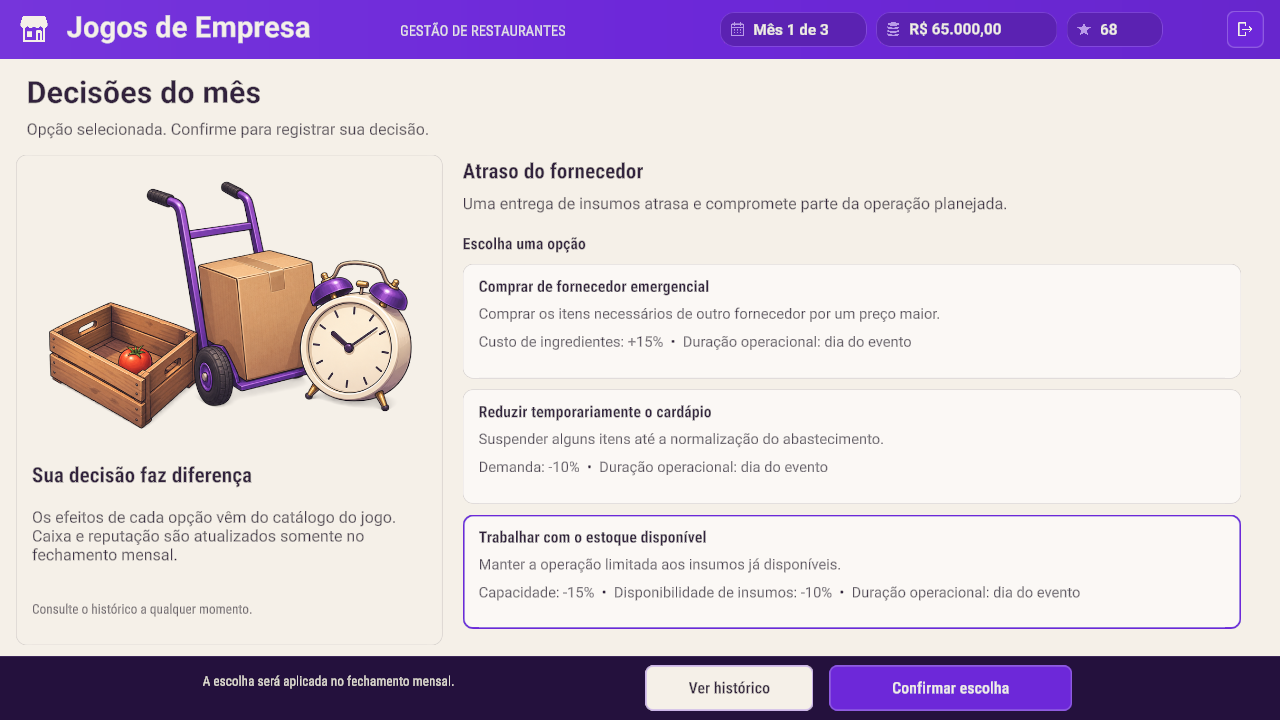 Jogos de Empresa
GESTÃO DE RESTAURANTES
Mês 1 de 3
R$ 65.000,00
68
Decisões do mês
Opção selecionada. Confirme para registrar sua decisão.
Sua decisão faz diferença
Os efeitos de cada opção vêm do catálogo do jogo.
Caixa e reputação são atualizados somente no
fechamento mensal.
Consulte o histórico a qualquer momento.
Atraso do fornecedor
Uma entrega de insumos atrasa e compromete parte da operação planejada.
Escolha uma opção
Comprar de fornecedor emergencial
Comprar os itens necessários de outro fornecedor por um preço maior.
Custo de ingredientes: +15% • Duração operacional: dia do evento
Reduzir temporariamente o cardápio
Suspender alguns itens até a normalização do abastecimento.
Demanda: -10% • Duração operacional: dia do evento
Trabalhar com o estoque disponível
Manter a operação limitada aos insumos já disponíveis.
Capacidade: -15% • Disponibilidade de insumos: -10% • Duração operacional: dia do evento
A escolha será aplicada no fechamento mensal.
Ver histórico
Confirmar escolha